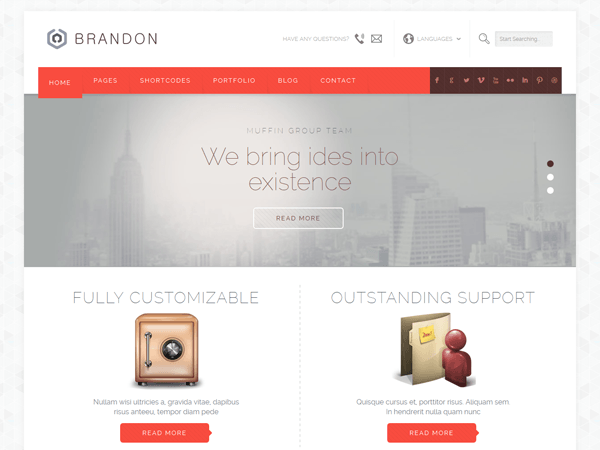 BRANDON
HAVE ANY QUESTIONS?
LANGUAGES
Start Searching...
HOME PAGES SHORTCODES PORTFOLIO BLOG CONTACT
MUFFIN GROUP TEAM
We bring ides into
existence
READ MORE
FULLY CUSTOMIZABLE
Nullam wisi ultricies a, gravida vitae, dapibus
risus anteeu, tempor diam pede
READ MORE
OUTSTANDING SUPPORT
Quisque cursus et, porttitor risus. Aliquam sem.
In hendrerit nulla quam nunc
READ MORE